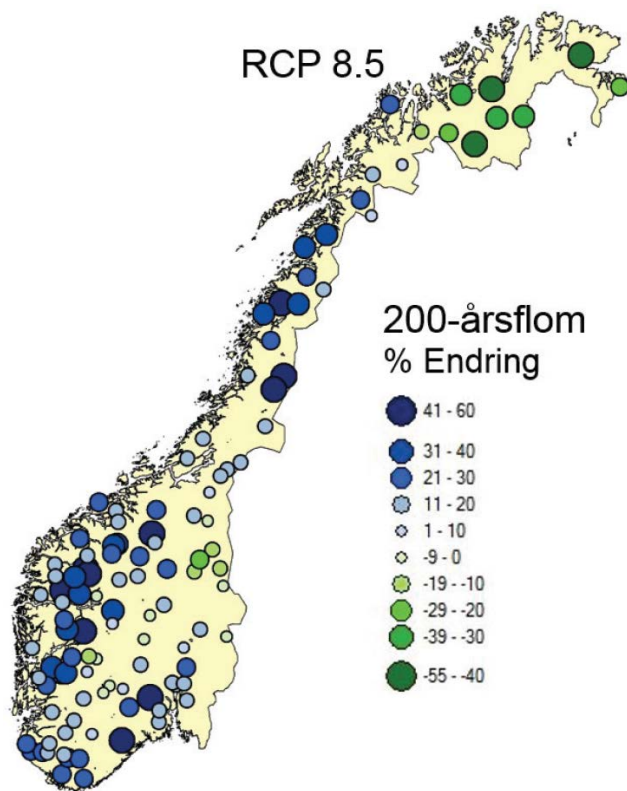 RCP 8.5
200-årsflom
% Endring
41 - 60
31 - 40
21 - 30
11 - 20
1 - 10
-9 - 0
-19 - -10
-29 - -20
-39 - -30
-55 - -40